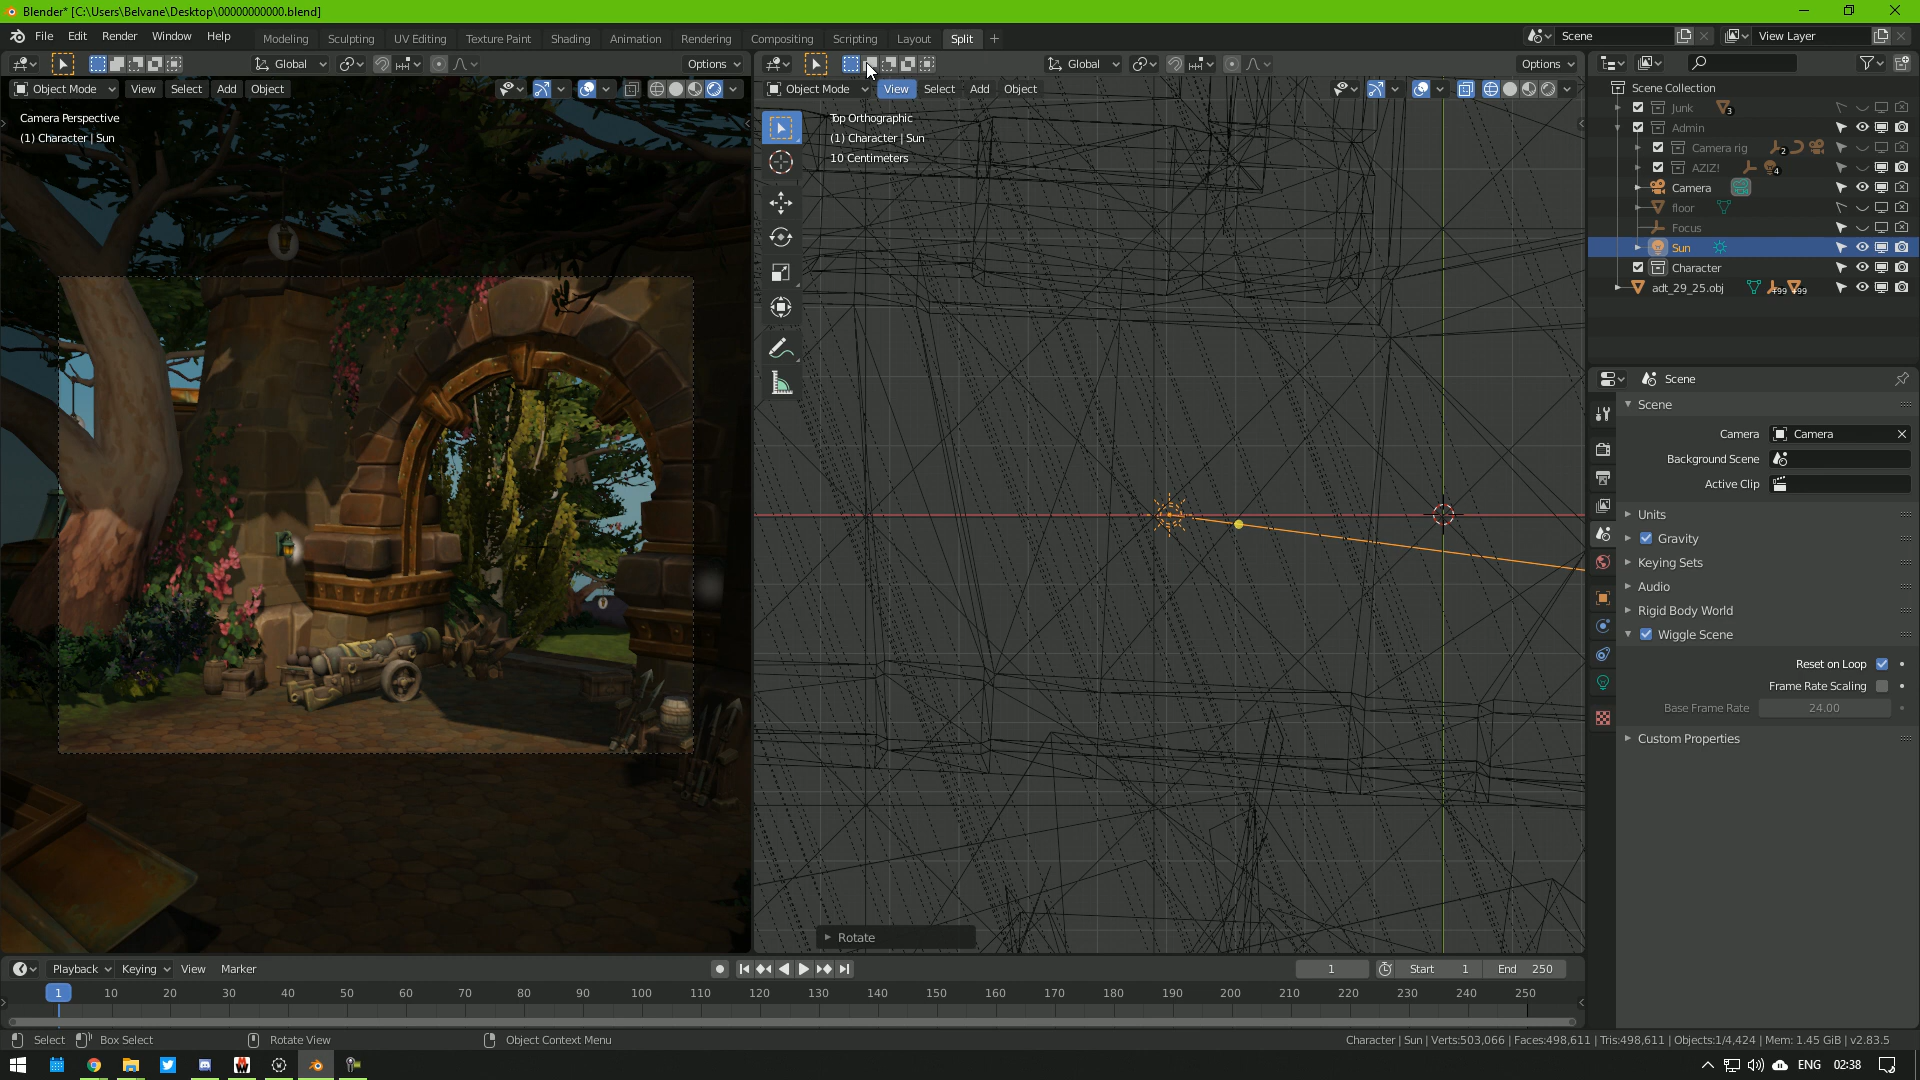 Blender* [C:\Users\Belvane\Desktop\00000000000.blend]
File Edit Render Window Help Modeling Sculpting UV Editing Texture Paint Shading Animation Rendering Compositing Scripting Layout Split + Scene View Layer
Global Options Global Options
Object Mode View Select Add Object Object Mode View Select Add Object
Camera Perspective
(1) Character | Sun
Top Orthographic
(1) Character | Sun
10 Centimeters
Rotate
Scene Collection
Junk 3
Admin
Camera rig 2
AZIZ! 4
Camera
floor
Focus
Sun
Character
adt_29_25.obj +99 +99
Scene
Scene
Camera Camera
Background Scene
Active Clip
Units
Gravity
Keying Sets
Audio
Rigid Body World
Wiggle Scene
Reset on Loop
Frame Rate Scaling
Base Frame Rate 24.00
Custom Properties
Playback Keying View Marker 1 Start 1 End 250
1 10 20 30 40 50 60 70 80 90 100 110 120 130 140 150 160 170 180 190 200 210 220 230 240 250
Select Box Select Rotate View Object Context Menu Character | Sun | Verts:503,066 | Faces:498,611 | Tris:498,611 | Objects:1/4,424 | Mem: 1.45 GiB | v2.83.5
ENG 02:38